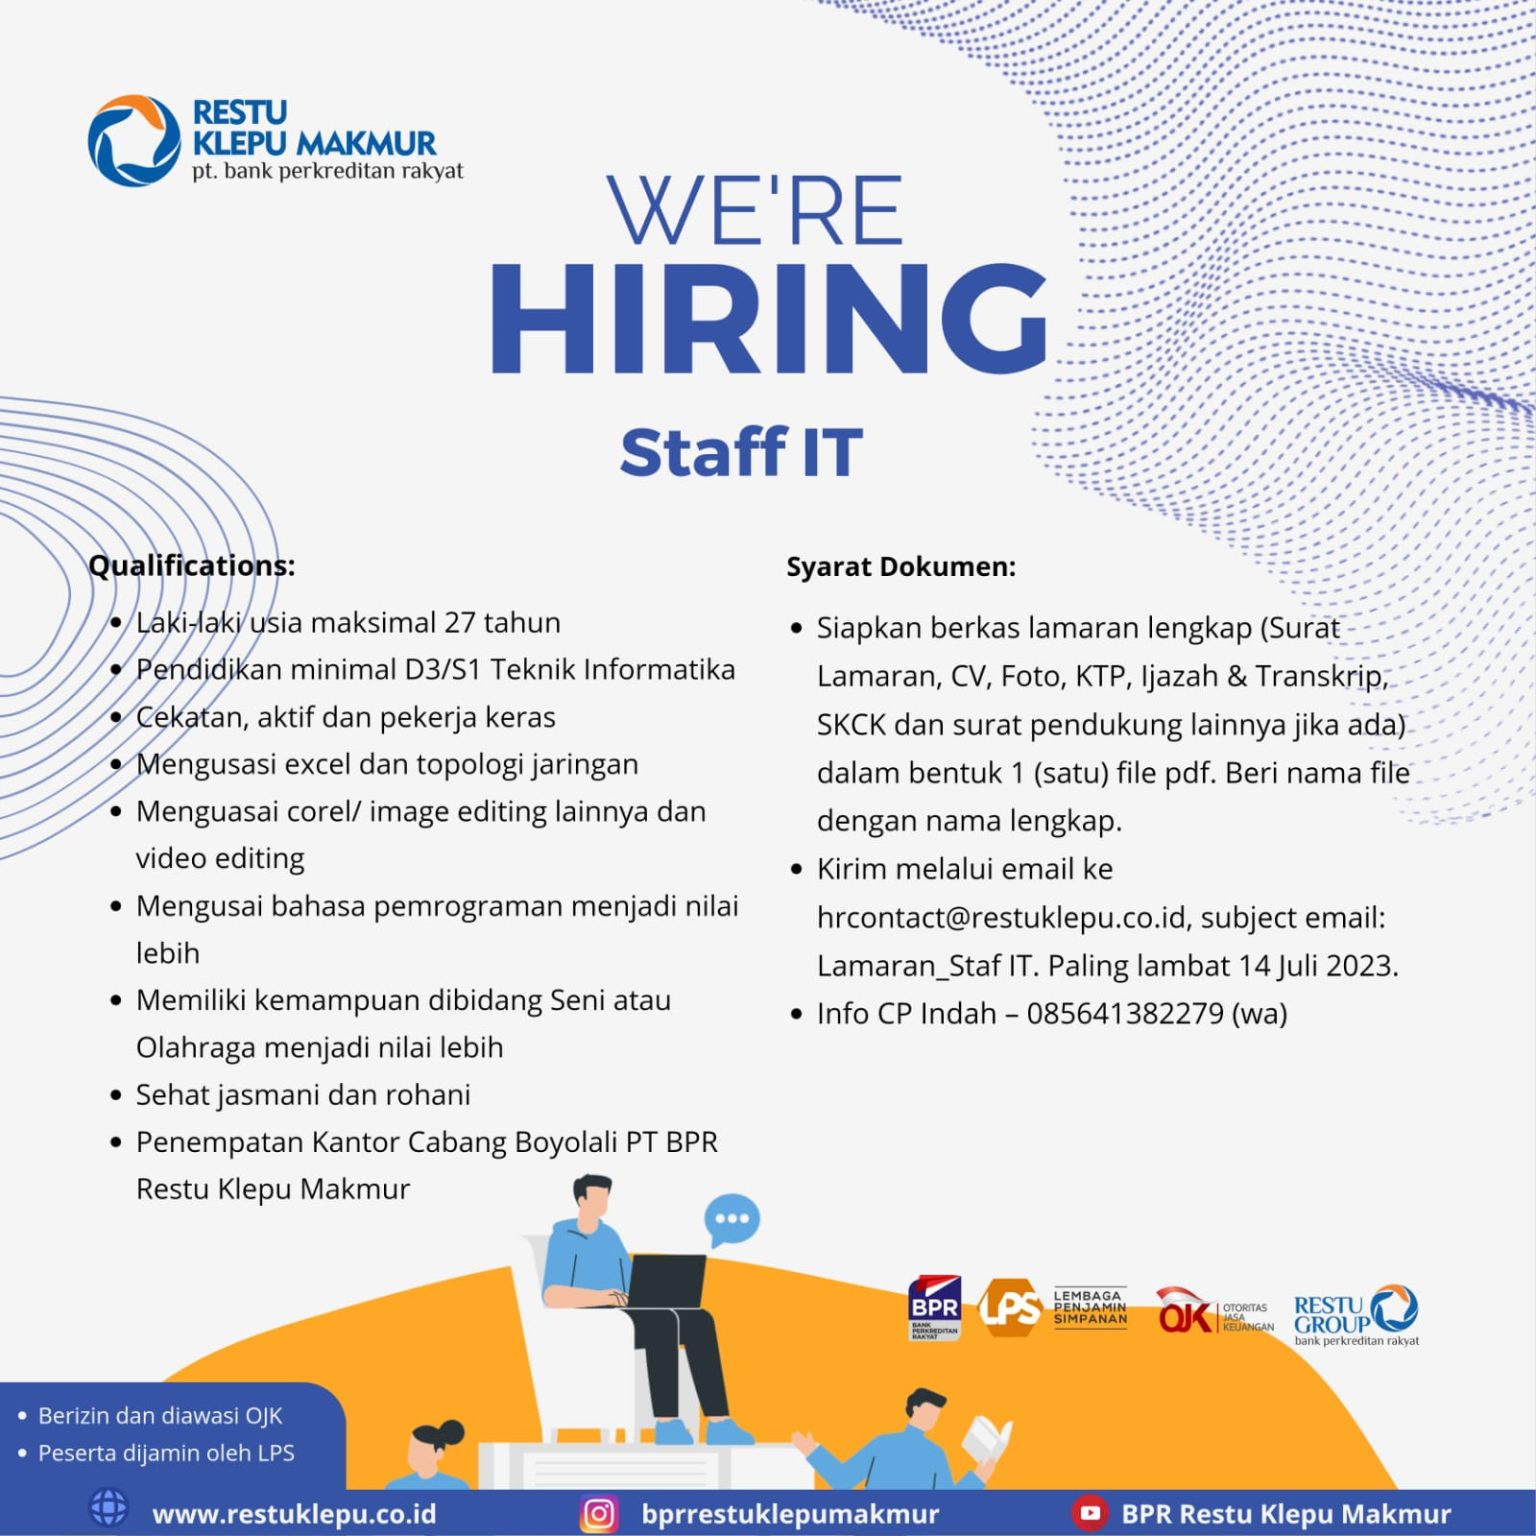 RESTU
KLEPU MAKMUR
pt. bank perkreditan rakyat
WE'RE
HIRING
Staff IT
Qualifications:
• Laki-laki usia maksimal 27 tahun
• Pendidikan minimal D3/S1 Teknik Informatika
• Cekatan, aktif dan pekerja keras
• Mengusasi excel dan topologi jaringan
• Menguasai corel/ image editing lainnya dan
video editing
• Mengusai bahasa pemrograman menjadi nilai
lebih
• Memiliki kemampuan dibidang Seni atau
Olahraga menjadi nilai lebih
• Sehat jasmani dan rohani
• Penempatan Kantor Cabang Boyolali PT BPR
Restu Klepu Makmur
Syarat Dokumen:
• Siapkan berkas lamaran lengkap (Surat
Lamaran, CV, Foto, KTP, Ijazah & Transkrip,
SKCK dan surat pendukung lainnya jika ada)
dalam bentuk 1 (satu) file pdf. Beri nama file
dengan nama lengkap.
• Kirim melalui email ke
hrcontact@restuklepu.co.id, subject email:
Lamaran_Staf IT. Paling lambat 14 Juli 2023.
• Info CP Indah – 085641382279 (wa)
BPR
BANK
PERKREDITAN
RAKYAT
LPS
LEMBAGA
PENJAMIN
SIMPANAN
OJK
OTORITAS
JASA
KEUANGAN
RESTU
GROUP
bank perkreditan rakyat
• Berizin dan diawasi OJK
• Peserta dijamin oleh LPS
www.restuklepu.co.id
bprrestuklepumakmur
BPR Restu Klepu Makmur